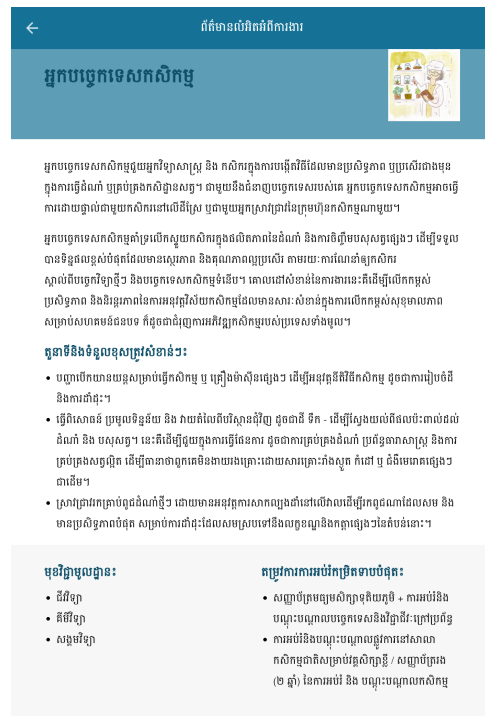 ព័ត៌មានលំអិតអំពីការងារ
អ្នកបច្ចេកទេសកសិកម្ម
អ្នកបច្ចេកទេសកសិកម្មជួយអ្នកវិទ្យាសាស្ត្រ និង កសិករក្នុងការបង្កើតវិធីដែលមានប្រសិទ្ធភាព ឬប្រសើរជាងមុន
ក្នុងការធ្វើដំណាំ ឬគ្រប់គ្រងកសិដ្ឋានសត្វ។ ជាមួយនឹងជំនាញបច្ចេកទេសរបស់គេ អ្នកបច្ចេកទេសកសិកម្មអាចធ្វើ
ការដោយផ្ទាល់ជាមួយកសិករនៅលើដីស្រែ ឬជាមួយអ្នកស្រាវជ្រាវនៃក្រុមហ៊ុនកសិកម្មណាមួយ។
អ្នកបច្ចេកទេសកសិកម្មគាំទ្រលើកស្ទួយកសិករក្នុងផលិតភាពនៃដំណាំ និងការចិញ្ចឹមបសុសត្វផ្សេងៗ ដើម្បីទទួល
បានទិន្នផលខ្ពស់បំផុតដែលមានស្ថេរភាព និងគុណភាពល្អប្រសើរ តាមរយៈការណែនាំឲ្យកសិករ
ស្គាល់ពីបច្ចេកវិទ្យាថ្មីៗ និងបច្ចេកទេសកសិកម្មទំនើប។ គោលដៅសំខាន់នៃការងារនេះគឺដើម្បីលើកកម្ពស់
ប្រសិទ្ធភាព និងនិរន្តរភាពនៃការអនុវត្តវិស័យកសិកម្មដែលមានសារៈសំខាន់ក្នុងការលើកកម្ពស់សុខុមាលភាព
សម្រាប់សហគមន៍ជនបទ ក៏ដូចជាជំរុញការអភិវឌ្ឍកសិកម្មរបស់ប្រទេសទាំងមូល។
តួនាទីនិងទំនួលខុសត្រូវសំខាន់ៗ៖
• បញ្ជាបើកយានយន្តសម្រាប់ធ្វើកសិកម្ម ឬ គ្រឿងម៉ាស៊ីនផ្សេងៗ ដើម្បីអនុវត្តនីតិវិធីកសិកម្ម ដូចជាការរៀបចំដី
និងការដាំដុះ។
• ធ្វើពិសោធន៍ ប្រមូលទិន្នន័យ និង វាយតំលៃពីបរិស្ថានជុំវិញ ដូចជាដី ទឹក - ដើម្បីស្វែងយល់ពីផលប៉ះពាល់ដល់
ដំណាំ និង បសុសត្វ។ នេះគឺដើម្បីជួយក្នុងការធ្វើផែនការ ដូចជាការគ្រប់គ្រងដំណាំ ប្រព័ន្ធធារាសាស្ត្រ និងការ
គ្រប់គ្រងសត្វល្អិត ដើម្បីធានាថាពួកគេមិនងាយរងគ្រោះដោយសារគ្រោះរាំងស្ងួត កំដៅ ឬ ជំងឺមេរោគផ្សេងៗ
ជាដើម។
• ស្រាវជ្រាវរកគ្រាប់ពូជដំណាំថ្មីៗ ដោយមានអនុវត្តការសាកល្បងដាំនៅលើវាលដើម្បីរកពូជណាដែលសម និង
មានប្រសិទ្ធភាពបំផុត សម្រាប់ការដាំដុះដែលសមស្របទៅនឹងលក្ខខណ្ឌនិងកត្តាផ្សេងៗនៃតំបន់នោះ។
មុខវិជ្ជាមូលដ្ឋាន៖
• ជីវវិទ្យា
• គីមីវិទ្យា
• សង្គមវិទ្យា
តម្រូវការការអប់រំកម្រិតទាបបំផុត៖
• សញ្ញាប័ត្រមធ្យមសិក្សាទុតិយភូមិ + ការអប់រំនិង
បណ្តុះបណ្តាលបច្ចេកទេសនិងវិជ្ជាជីវៈក្រៅប្រព័ន្ធ
• ការអប់រំនិងបណ្តុះបណ្តាលផ្លូវការនៅសាលា
កសិកម្មជាតិសម្រាប់វគ្គសិក្សាខ្លី / សញ្ញាប័ត្ររង
(២ ឆ្នាំ) នៃការអប់រំ និង បណ្តុះបណ្តាលកសិកម្ម